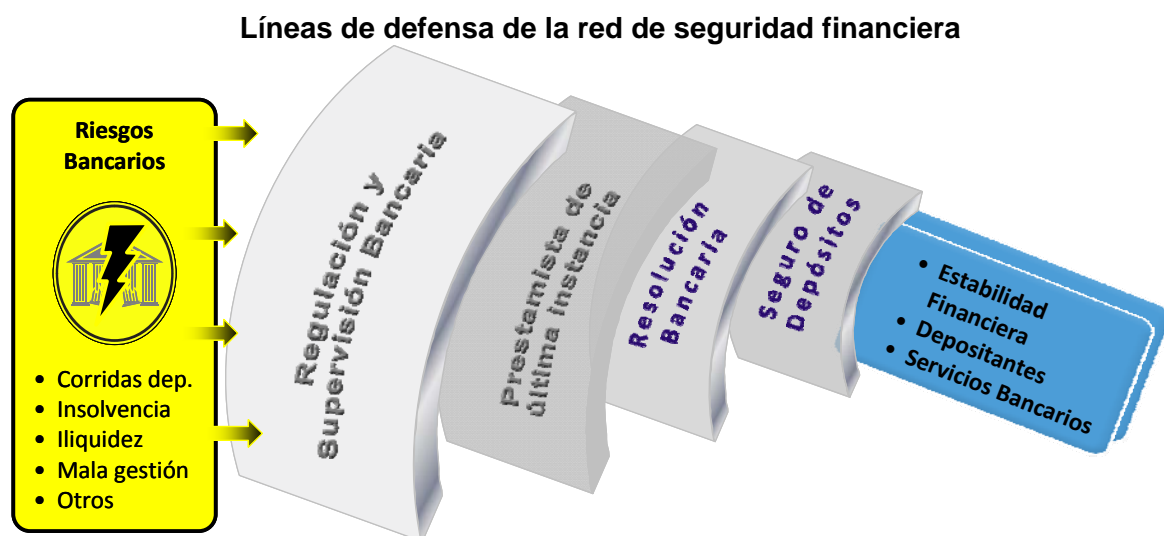 Líneas de defensa de la red de seguridad financiera
Riesgos
Bancarios
• Corridas dep.
• Insolvencia
• Iliquidez
• Mala gestión
• Otros
Regulación y
Supervisión Bancaria
Prestamista de
última instancia
Resolución
Bancaria
Seguro de
Depósitos
• Estabilidad
Financiera
• Depositantes
• Servicios Bancarios